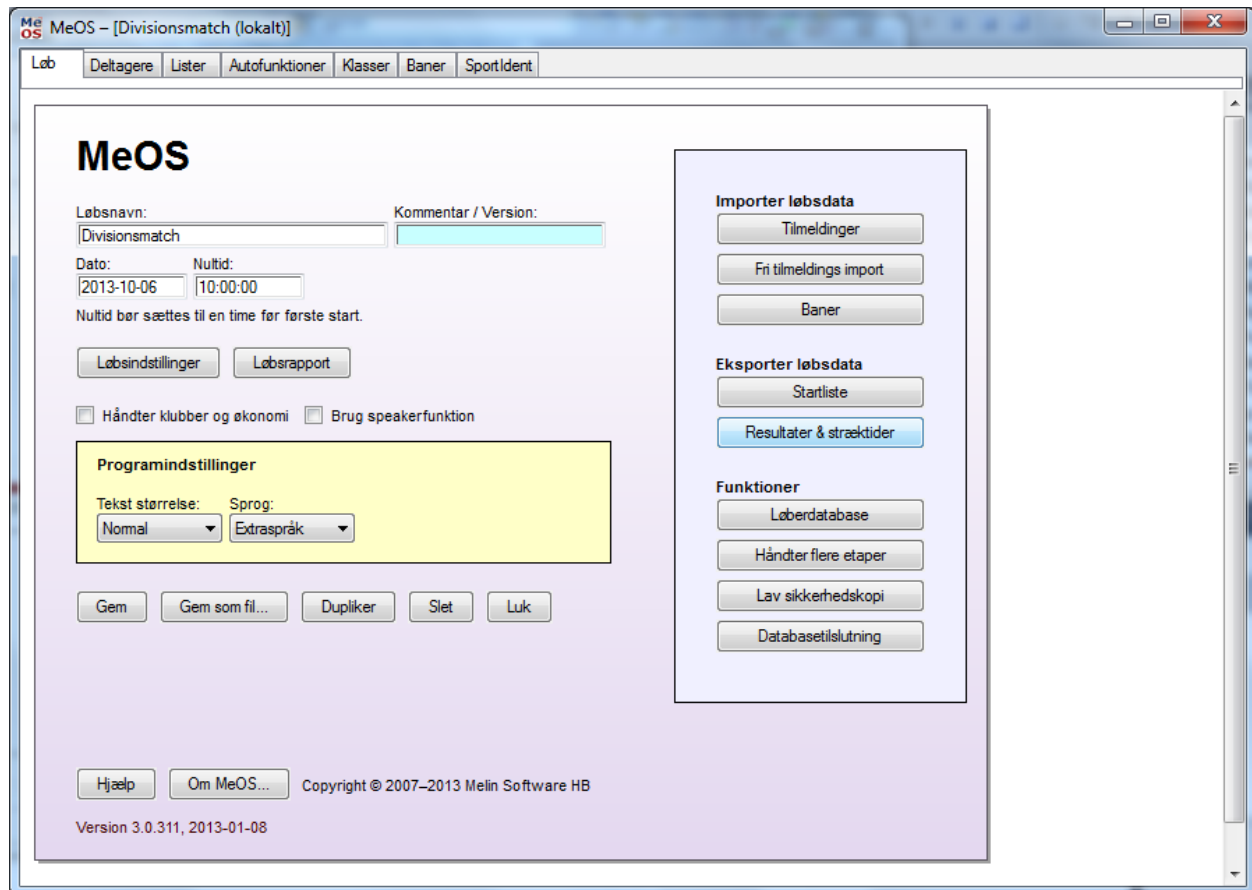 MeOS – [Divisionsmatch (lokalt)]
Løb Deltagere Lister Autofunktioner Klasser Baner SportIdent
MeOS
Løbsnavn: Kommentar / Version:
Divisionsmatch
Dato: Nultid:
2013-10-06 10:00:00
Nultid bør sættes til en time før første start.
Løbsindstillinger Løbsrapport
Håndter klubber og økonomi Brug speakerfunktion
Programindstillinger
Tekst størrelse: Sprog:
Normal Extraspråk
Gem Gem som fil... Dupliker Slet Luk
Importer løbsdata
Tilmeldinger
Fri tilmeldings import
Baner
Eksporter løbsdata
Startliste
Resultater & stræktider
Funktioner
Løberdatabase
Håndter flere etaper
Lav sikkerhedskopi
Databasetilslutning
Hjælp Om MeOS... Copyright © 2007–2013 Melin Software HB
Version 3.0.311, 2013-01-08